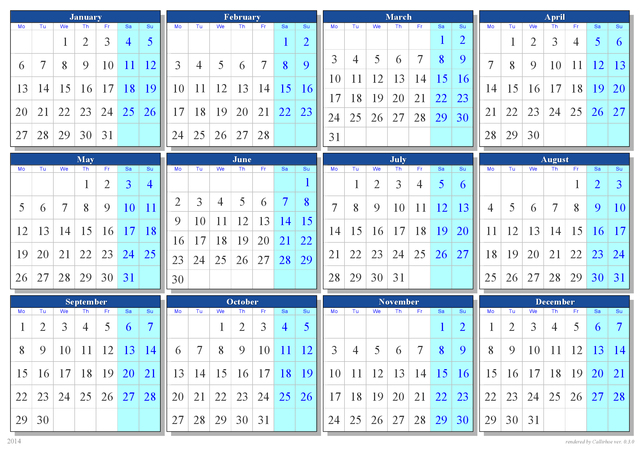 January February March April
Mo Tu We Th Fr Sa Su Mo Tu We Th Fr Sa Su Mo Tu We Th Fr Sa Su Mo Tu We Th Fr Sa Su
1 2 3 4 5 1 2 1 2 1 2 3 4 5 6
6 7 8 9 10 11 12 3 4 5 6 7 8 9 3 4 5 6 7 8 9 7 8 9 10 11 12 13
13 14 15 16 17 18 19 10 11 12 13 14 15 16 10 11 12 13 14 15 16 14 15 16 17 18 19 20
20 21 22 23 24 25 26 17 18 19 20 21 22 23 17 18 19 20 21 22 23 21 22 23 24 25 26 27
27 28 29 30 31 24 25 26 27 28 24 25 26 27 28 29 30 28 29 30
31
May June July August
Mo Tu We Th Fr Sa Su Mo Tu We Th Fr Sa Su Mo Tu We Th Fr Sa Su Mo Tu We Th Fr Sa Su
1 2 3 4 1 1 2 3 4 5 6 1 2 3
5 6 7 8 9 10 11 2 3 4 5 6 7 8 7 8 9 10 11 12 13 4 5 6 7 8 9 10
12 13 14 15 16 17 18 9 10 11 12 13 14 15 14 15 16 17 18 19 20 11 12 13 14 15 16 17
19 20 21 22 23 24 25 16 17 18 19 20 21 22 21 22 23 24 25 26 27 18 19 20 21 22 23 24
26 27 28 29 30 31 23 24 25 26 27 28 29 28 29 30 31 25 26 27 28 29 30 31
30
September October November December
Mo Tu We Th Fr Sa Su Mo Tu We Th Fr Sa Su Mo Tu We Th Fr Sa Su Mo Tu We Th Fr Sa Su
1 2 3 4 5 6 7 1 2 3 4 5 1 2 1 2 3 4 5 6 7
8 9 10 11 12 13 14 6 7 8 9 10 11 12 3 4 5 6 7 8 9 8 9 10 11 12 13 14
15 16 17 18 19 20 21 13 14 15 16 17 18 19 10 11 12 13 14 15 16 15 16 17 18 19 20 21
22 23 24 25 26 27 28 20 21 22 23 24 25 26 17 18 19 20 21 22 23 22 23 24 25 26 27 28
29 30 27 28 29 30 31 24 25 26 27 28 29 30 29 30 31
2014 rendered by ver.